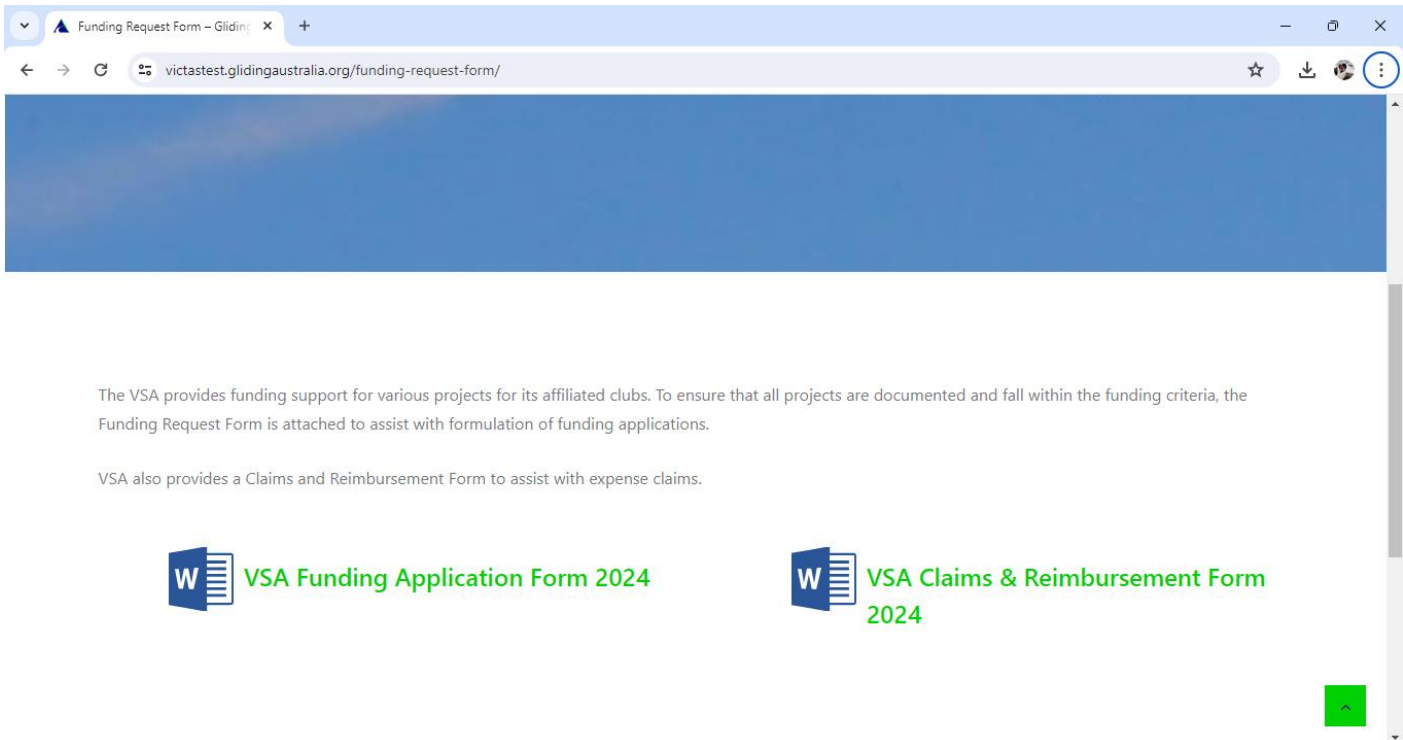 Funding Request Form – Gliding
victastest.glidingaustralia.org/funding-request-form/
The VSA provides funding support for various projects for its affiliated clubs. To ensure that all projects are documented and fall within the funding criteria, the
Funding Request Form is attached to assist with formulation of funding applications.
VSA also provides a Claims and Reimbursement Form to assist with expense claims.
W VSA Funding Application Form 2024
W VSA Claims & Reimbursement Form
2024